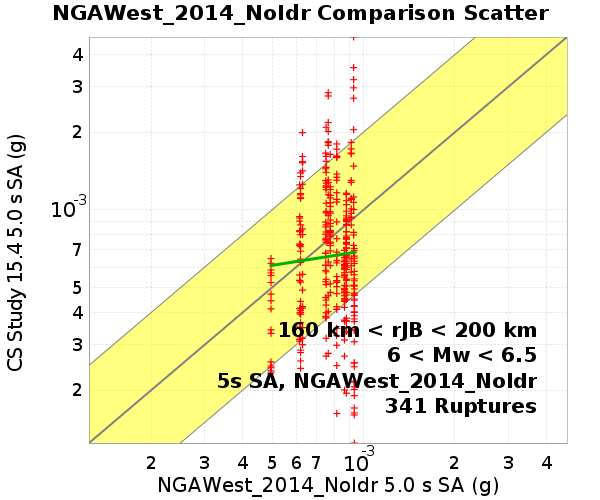 NGAWest_2014_NoIdr Comparison Scatter
CS Study 15.4 5.0 s SA (g)
4
3
2
10-3
7
5
4
3
2
160 km < rJB < 200 km
6 < Mw < 6.5
5s SA, NGAWest_2014_NoIdr
341 Ruptures
2 3 4 5 6 7 10-3 2 3 4
NGAWest_2014_NoIdr 5.0 s SA (g)